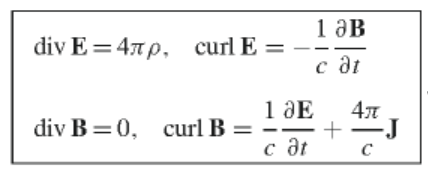 div E = 4πρ, curl E = −(1/c) ∂B/∂t
div B = 0, curl B = (1/c) ∂E/∂t + (4π/c) J